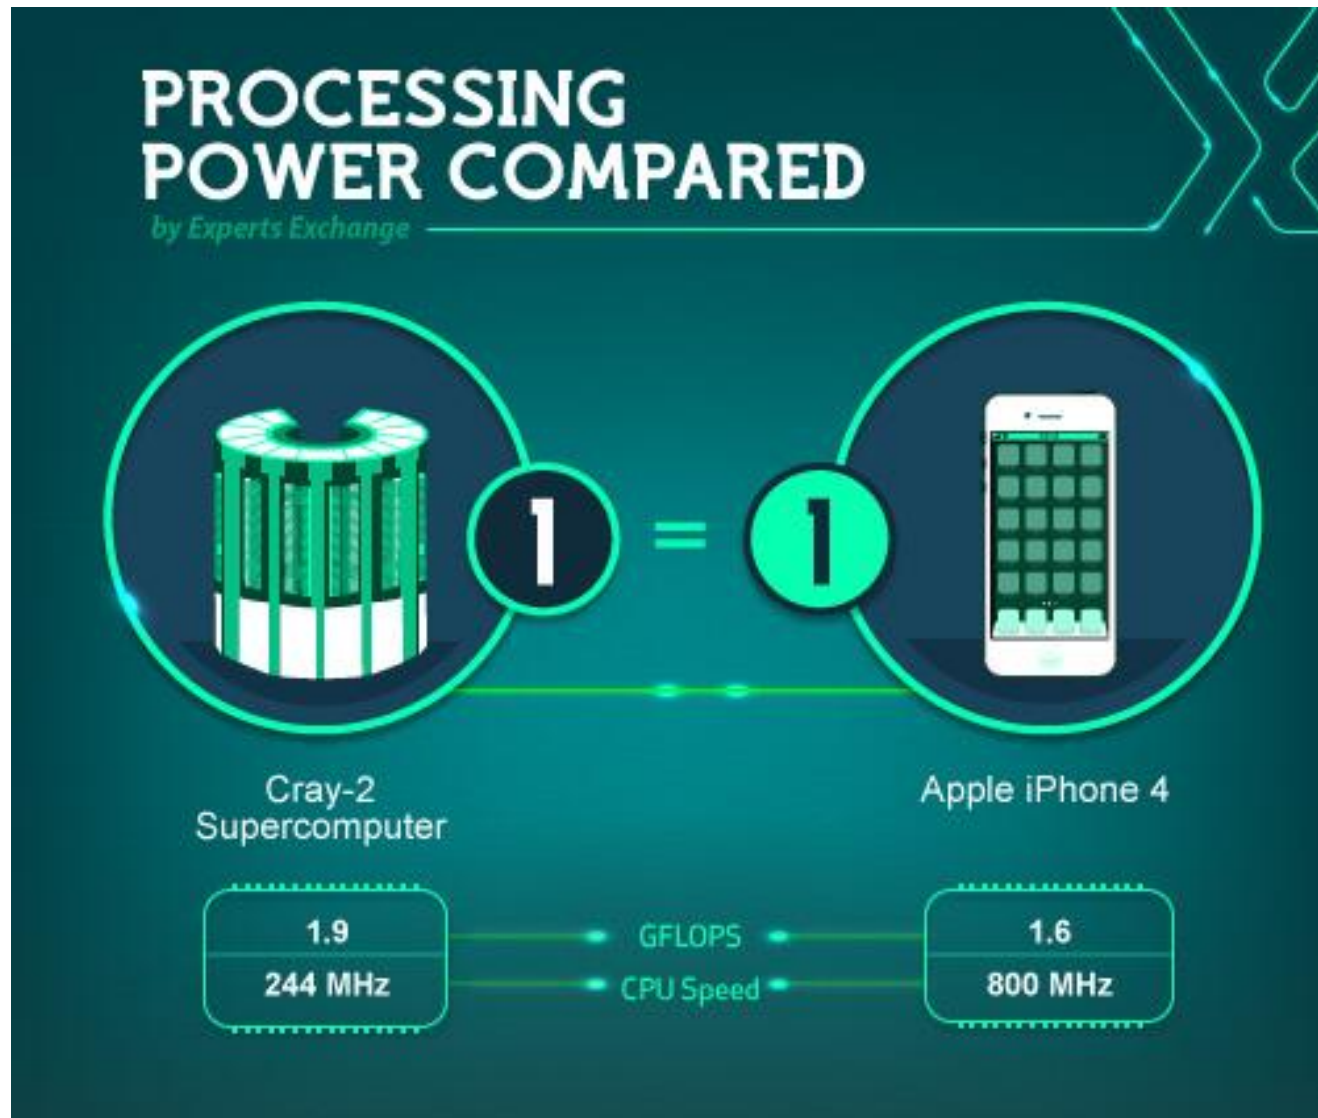 PROCESSING
POWER COMPARED
by Experts Exchange
1 = 1
Cray-2
Supercomputer
Apple iPhone 4
1.9 GFLOPS 1.6
244 MHz CPU Speed 800 MHz